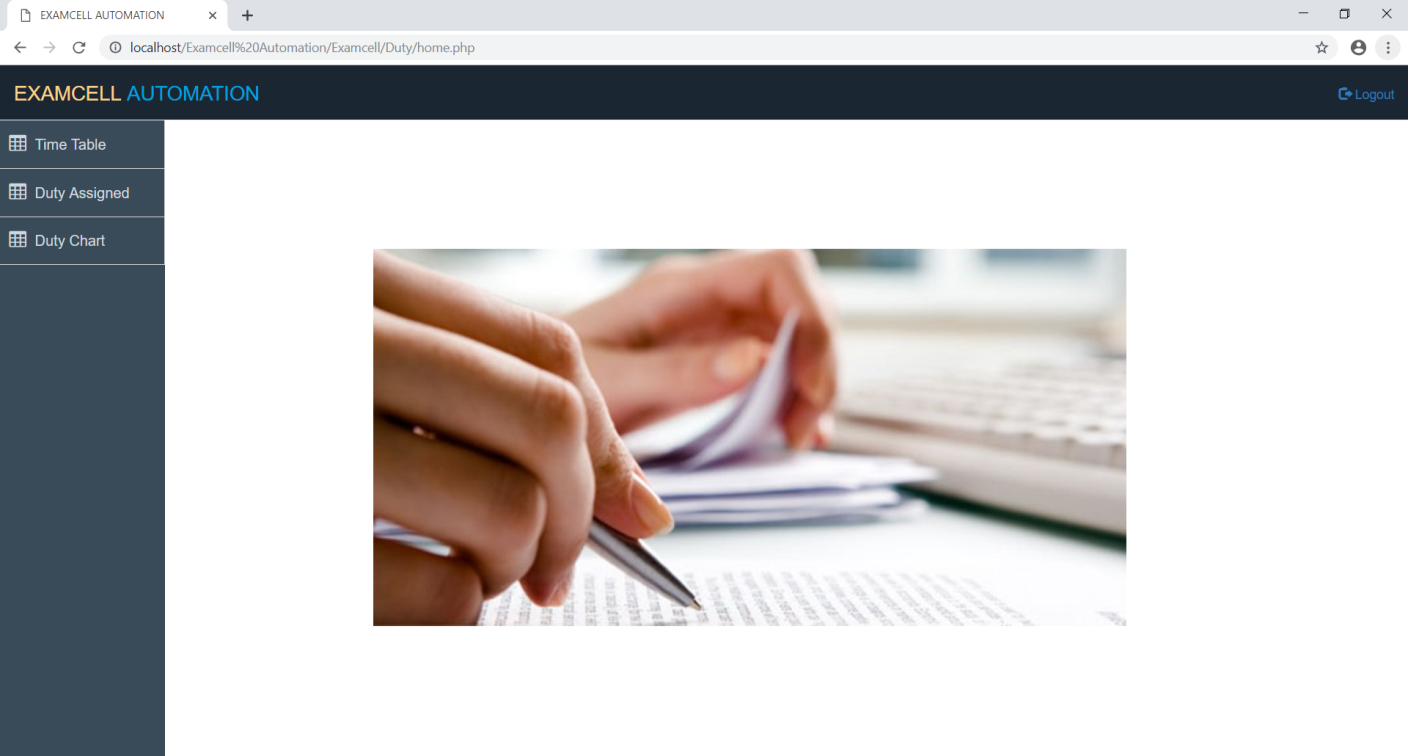 EXAMCELL AUTOMATION
localhost/Examcell%20Automation/Examcell/Duty/home.php
EXAMCELL AUTOMATION
Logout
Time Table
Duty Assigned
Duty Chart